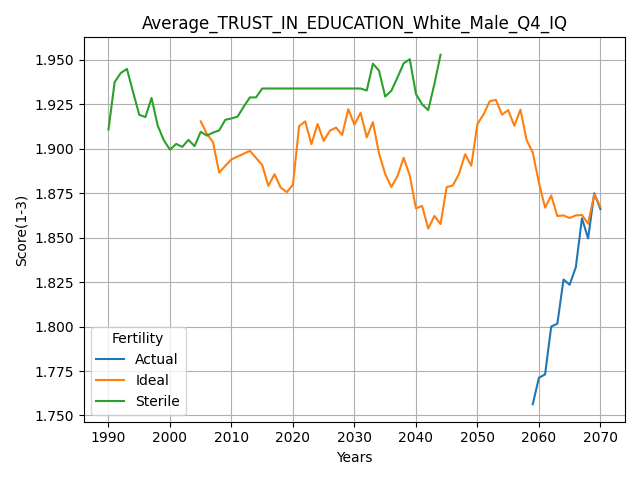 Average_TRUST_IN_EDUCATION_White_Male_Q4_IQ
Score(1-3)
1.950
1.925
1.900
1.875
1.850
1.825
1.800
1.775
1.750
Fertility
Actual
Ideal
Sterile
1990 2000 2010 2020 2030 2040 2050 2060 2070
Years